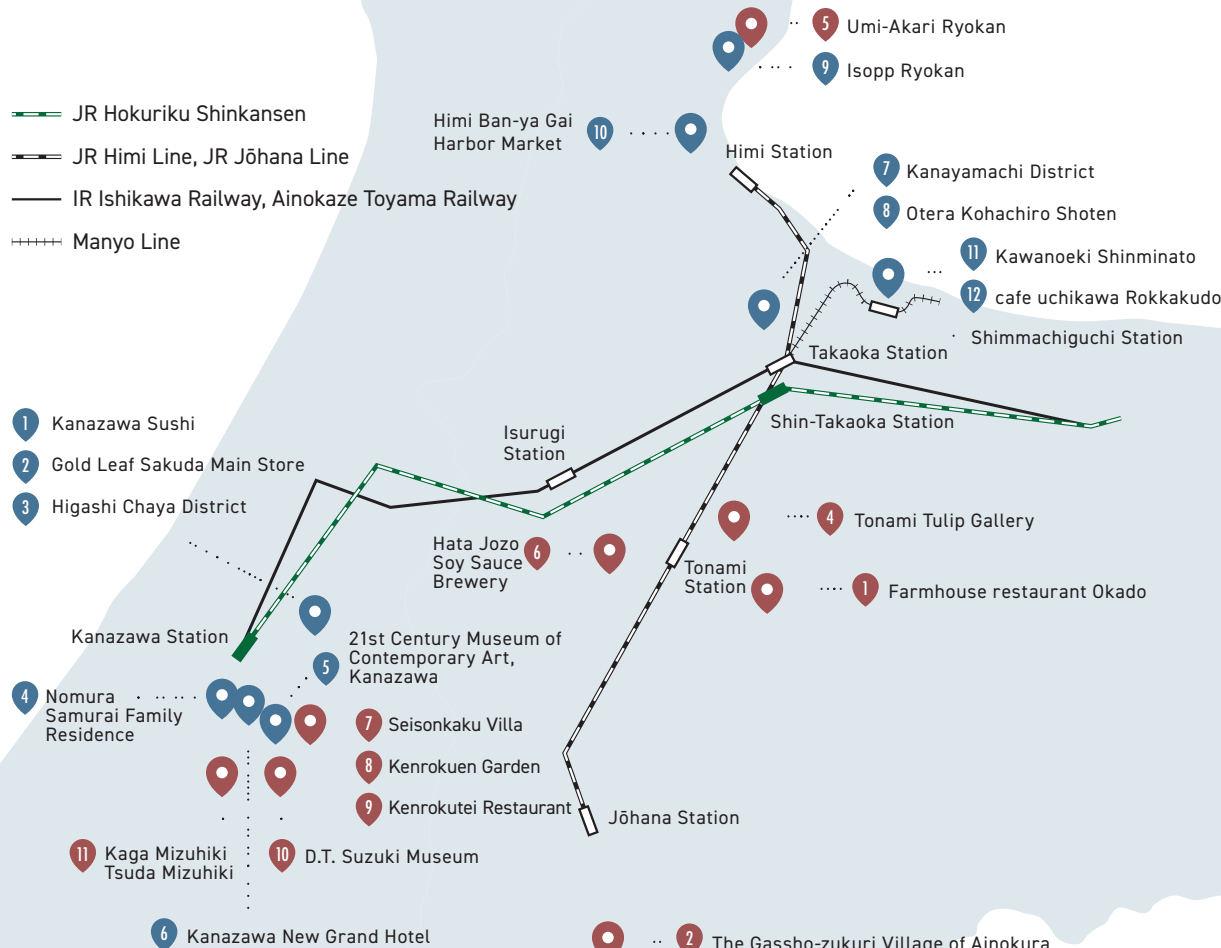 5 Umi-Akari Ryokan
9 Isopp Ryokan
JR Hokuriku Shinkansen
JR Himi Line, JR Jōhana Line
IR Ishikawa Railway, Ainokaze Toyama Railway
Manyo Line
Himi Ban-ya Gai
Harbor Market
10
Himi Station
7 Kanayamachi District
8 Otera Kohachiro Shoten
11 Kawanoeki Shinminato
12 cafe uchikawa Rokkakudo
Shimmachiguchi Station
Takaoka Station
Shin-Takaoka Station
1 Kanazawa Sushi
2 Gold Leaf Sakuda Main Store
3 Higashi Chaya District
Isurugi
Station
Hata Jozo
Soy Sauce
Brewery
6
Tonami
Station
4 Tonami Tulip Gallery
1 Farmhouse restaurant Okado
Kanazawa Station
21st Century Museum of
Contemporary Art,
Kanazawa
5
4 Nomura
Samurai Family
Residence
7 Seisonkaku Villa
8 Kenrokuen Garden
9 Kenrokutei Restaurant
Jōhana Station
11 Kaga Mizuhiki
Tsuda Mizuhiki
10 D.T. Suzuki Museum
6 Kanazawa New Grand Hotel
2 The Gassho-zukuri Village of Ainokura